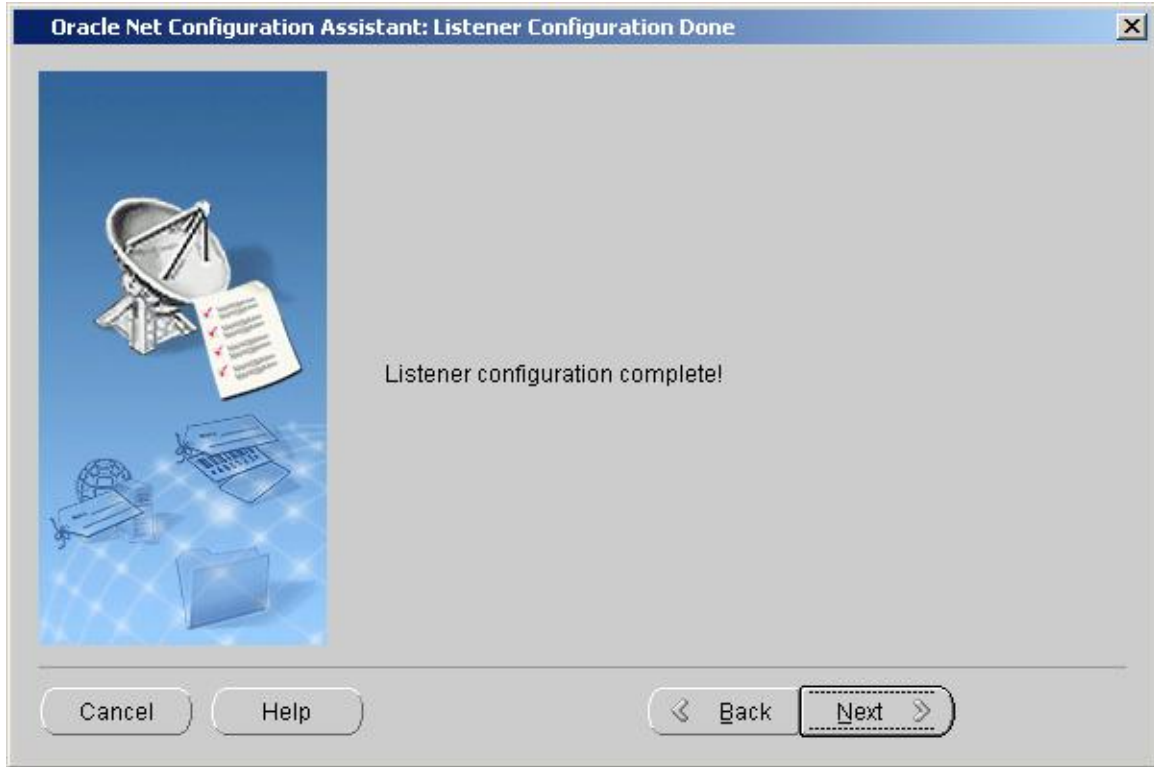 Oracle Net Configuration Assistant: Listener Configuration Done
Listener configuration complete!
Cancel
Help
Back
Next